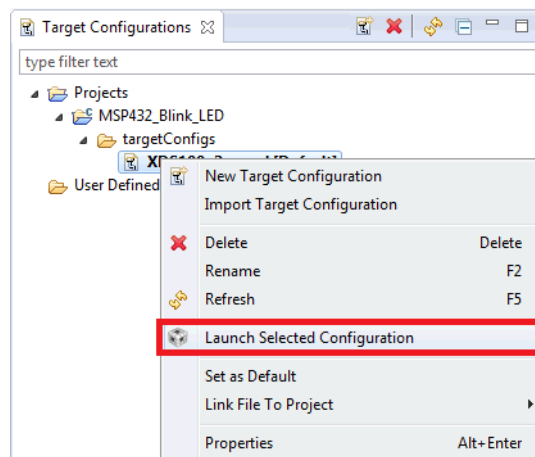 Target Configurations
type filter text
Projects
MSP432_Blink_LED
targetConfigs
User Defined
New Target Configuration
Import Target Configuration
Delete Delete
Rename F2
Refresh F5
Launch Selected Configuration
Set as Default
Link File To Project
Properties Alt+Enter